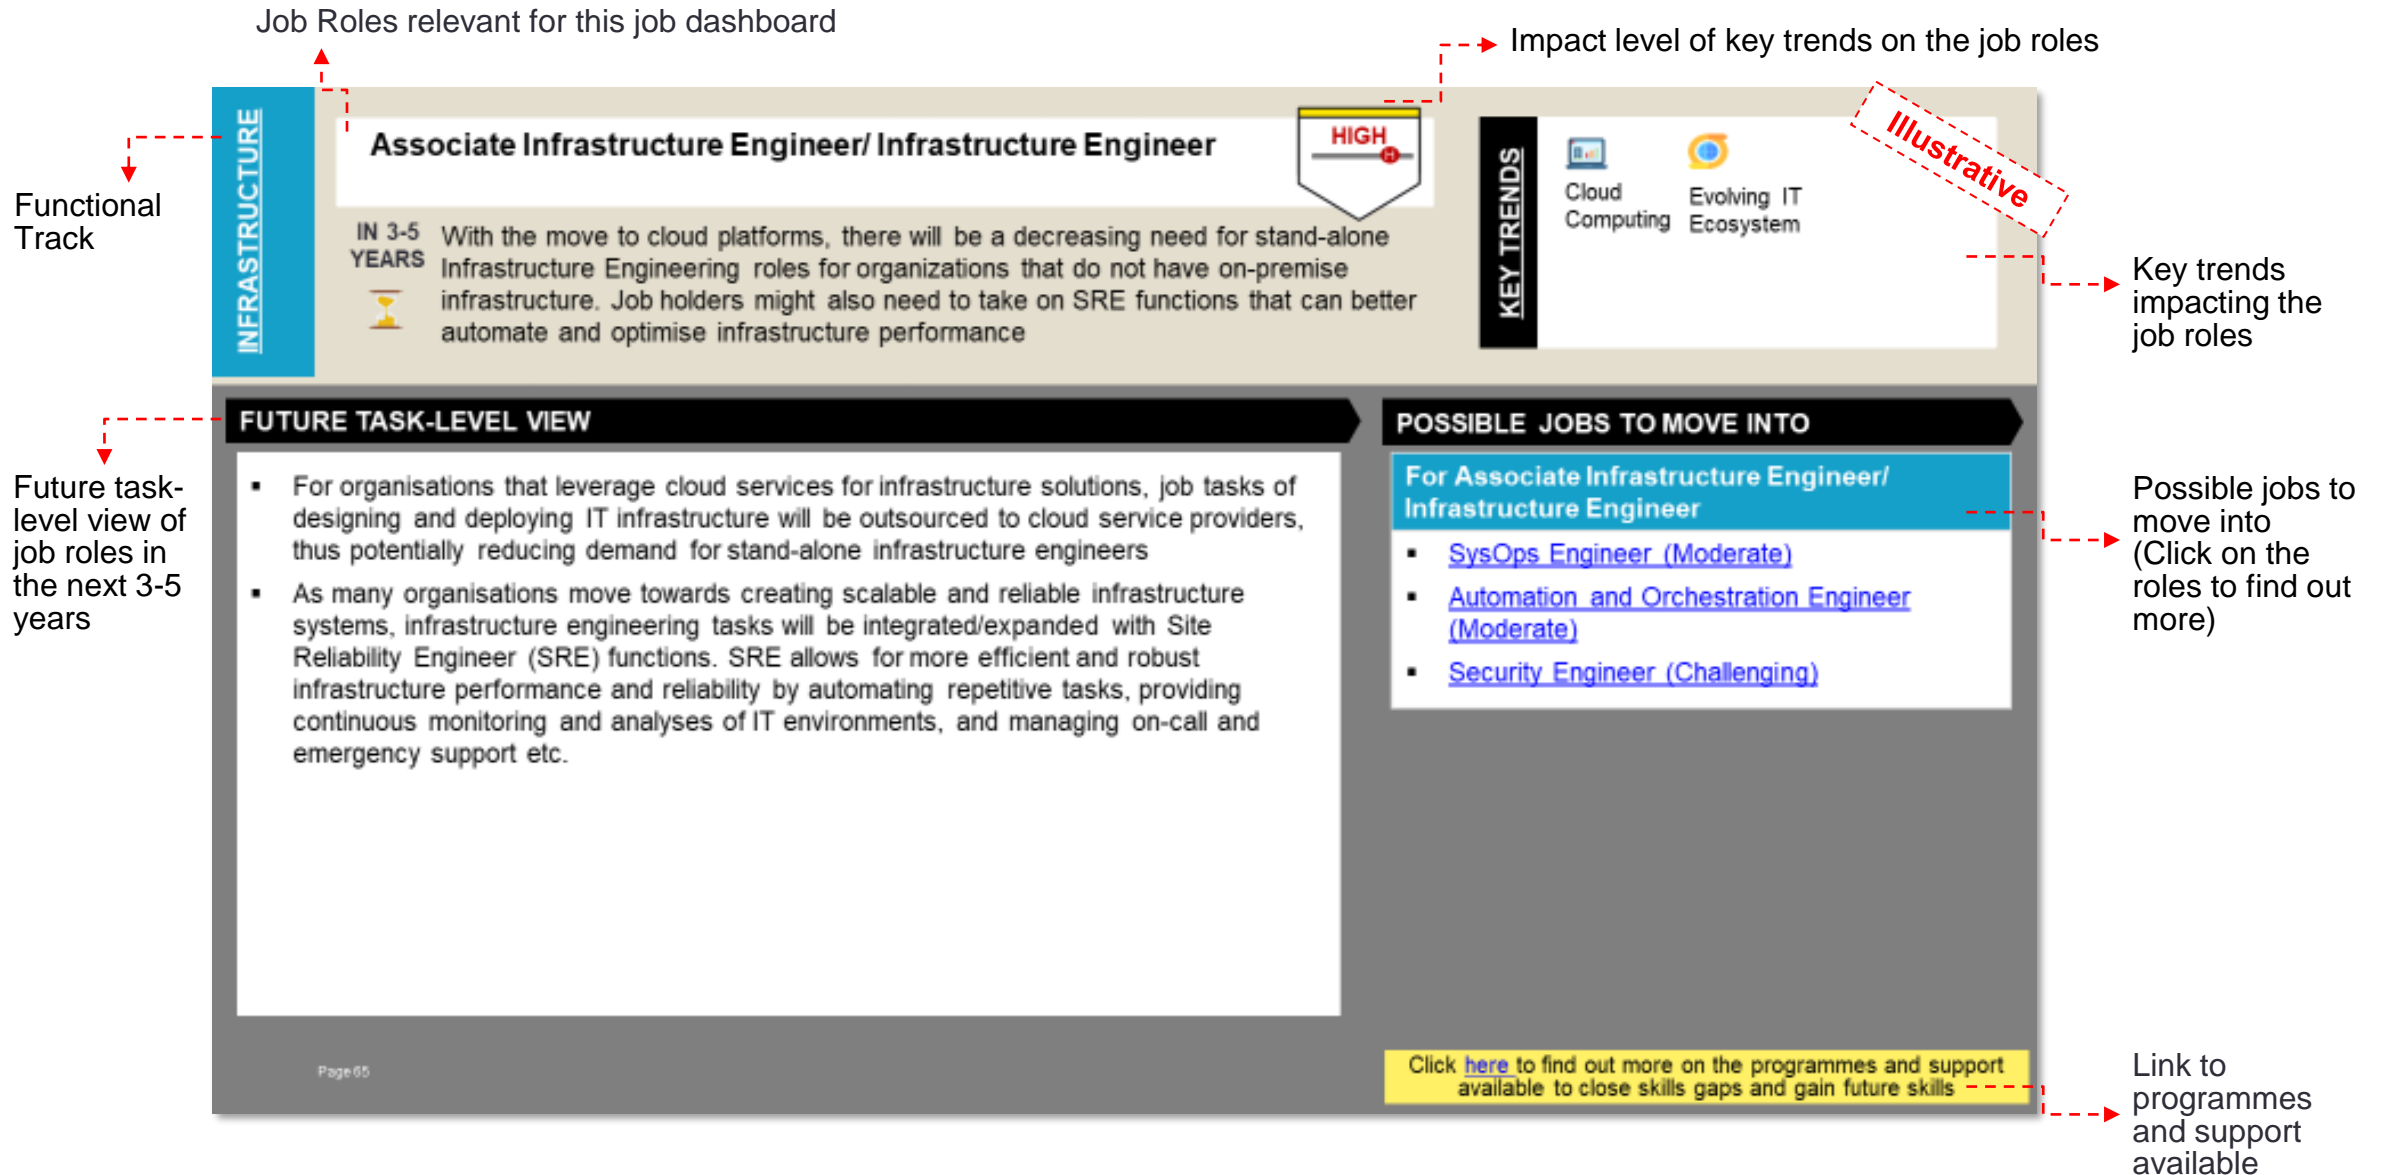 Job Roles relevant for this job dashboard
Impact level of key trends on the job roles
Functional
Track
INFRASTRUCTURE
Associate Infrastructure Engineer/ Infrastructure Engineer
HIGH
H
IN 3-5
YEARS
With the move to cloud platforms, there will be a decreasing need for stand-alone
Infrastructure Engineering roles for organizations that do not have on-premise
infrastructure. Job holders might also need to take on SRE functions that can better
automate and optimise infrastructure performance
KEY TRENDS
Cloud
Computing
Evolving IT
Ecosystem
Illustrative
Key trends
impacting the
job roles
Future task-
level view of
job roles in
the next 3-5
years
FUTURE TASK-LEVEL VIEW
▪ For organisations that leverage cloud services for infrastructure solutions, job tasks of
designing and deploying IT infrastructure will be outsourced to cloud service providers,
thus potentially reducing demand for stand-alone infrastructure engineers
▪ As many organisations move towards creating scalable and reliable infrastructure
systems, infrastructure engineering tasks will be integrated/expanded with Site
Reliability Engineer (SRE) functions. SRE allows for more efficient and robust
infrastructure performance and reliability by automating repetitive tasks, providing
continuous monitoring and analyses of IT environments, and managing on-call and
emergency support etc.
POSSIBLE JOBS TO MOVE INTO
For Associate Infrastructure Engineer/
Infrastructure Engineer
▪ SysOps Engineer (Moderate)
▪ Automation and Orchestration Engineer
(Moderate)
▪ Security Engineer (Challenging)
Possible jobs to
move into
(Click on the
roles to find out
more)
Page 65
Click here to find out more on the programmes and support
available to close skills gaps and gain future skills
Link to
programmes
and support
available